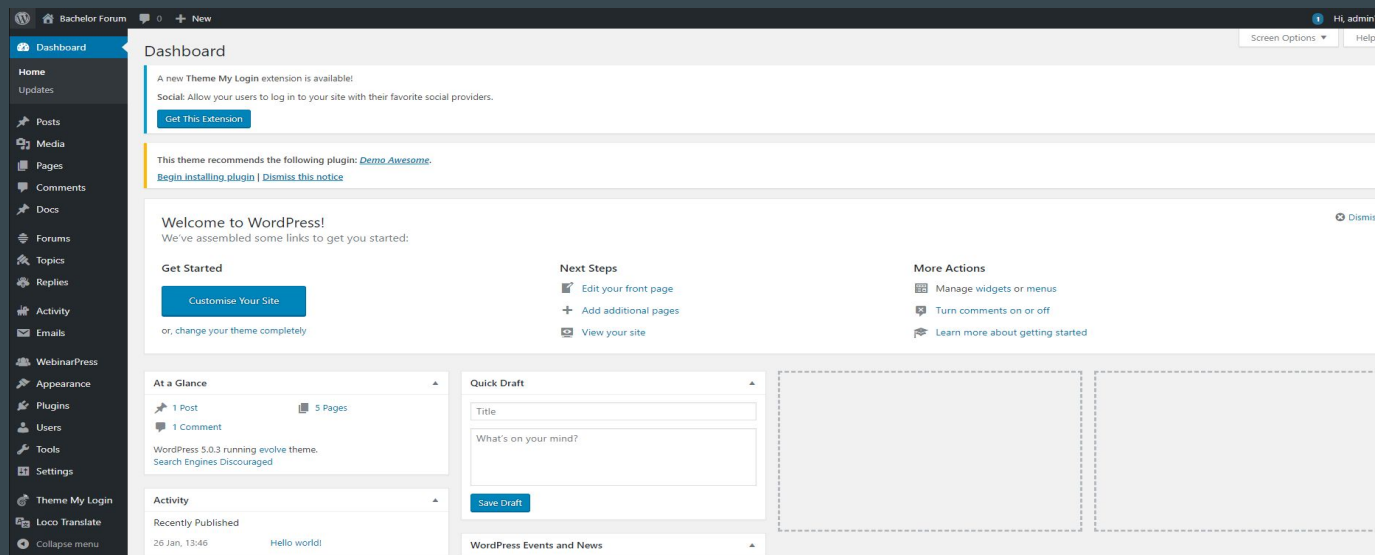 Bachelor Forum 0 + New
1 Hi, admin
Dashboard
Home
Updates
Posts
Media
Pages
Comments
Docs
Forums
Topics
Replies
Activity
Emails
WebinarPress
Appearance
Plugins
Users
Tools
Settings
Theme My Login
Loco Translate
Collapse menu
Screen Options
Help
Dashboard
A new Theme My Login extension is available!
Social: Allow your users to log in to your site with their favorite social providers.
Get This Extension
This theme recommends the following plugin: Demo Awesome.
Begin installing plugin | Dismiss this notice
Welcome to WordPress!
We've assembled some links to get you started:
Dismis
Get Started
Customise Your Site
or, change your theme completely
Next Steps
Edit your front page
Add additional pages
View your site
More Actions
Manage widgets or menus
Turn comments on or off
Learn more about getting started
At a Glance
1 Post
5 Pages
1 Comment
WordPress 5.0.3 running evolve theme.
Search Engines Discouraged
Activity
Recently Published
26 Jan, 13:46 Hello world!
Quick Draft
Title
What's on your mind?
Save Draft
WordPress Events and News